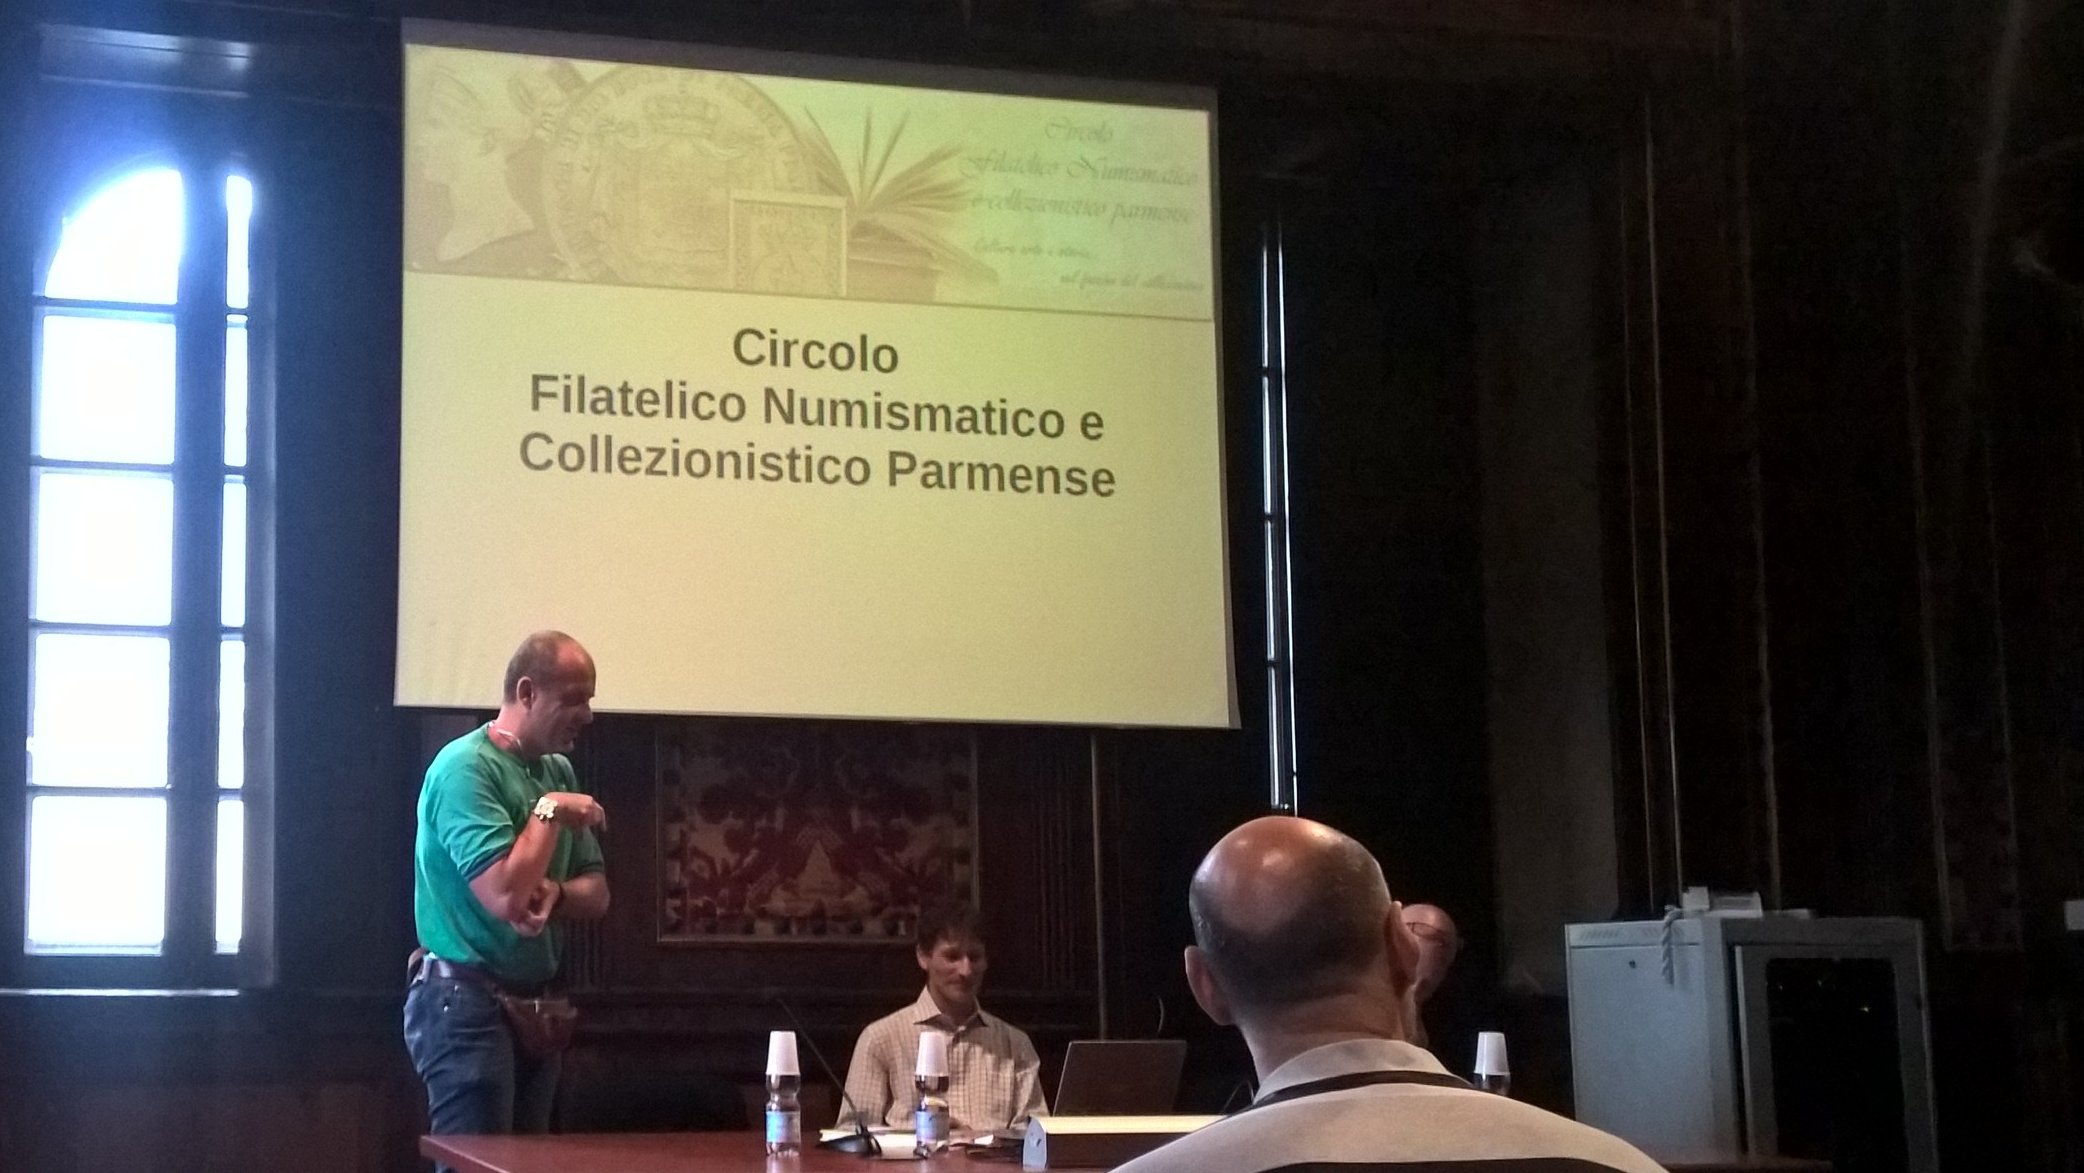 Circolo
Filatelico Numismatico
e collezionistico parmense
Circolo
Filatelico Numismatico e
Collezionistico Parmense